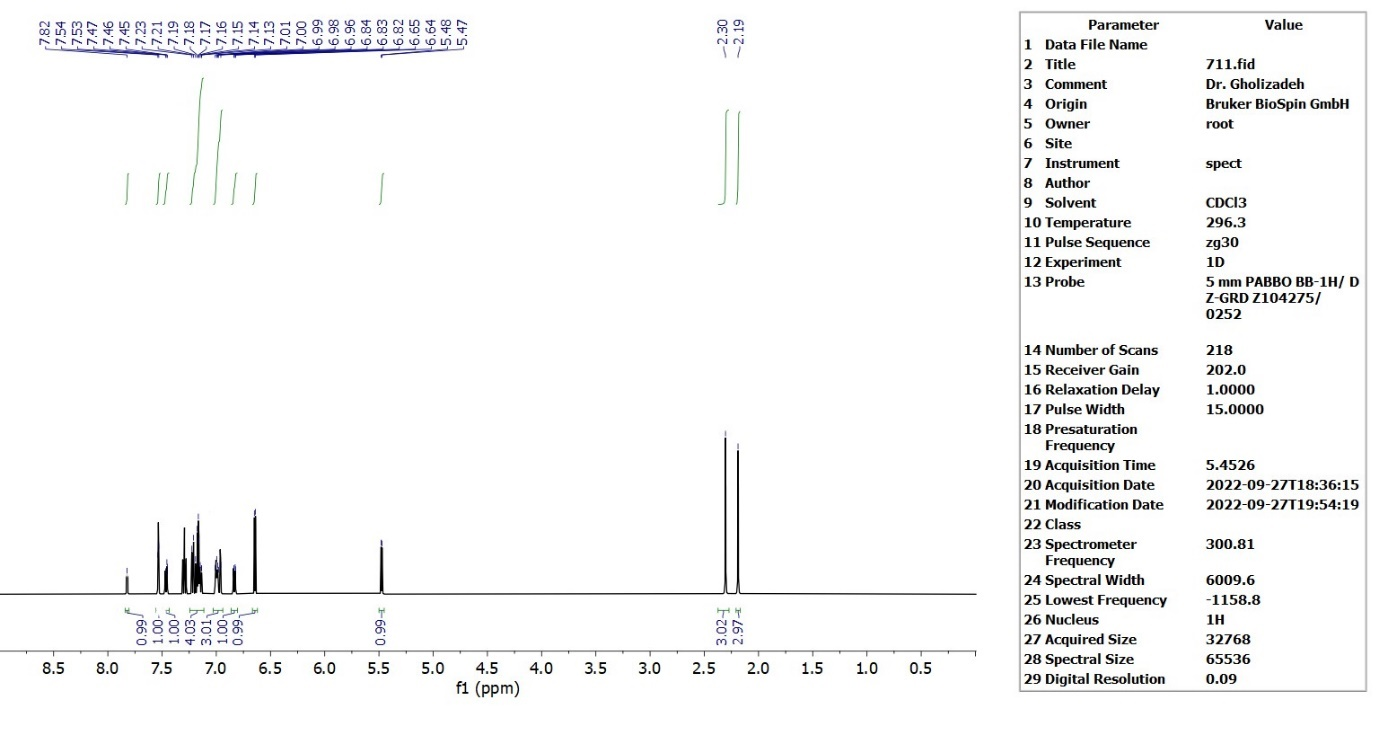 7.82
7.54
7.53
7.47
7.46
7.45
7.23
7.21
7.19
7.18
7.17
7.16
7.15
7.14
7.13
7.01
7.00
6.99
6.98
6.96
6.84
6.83
6.82
6.65
6.64
5.48
5.47
2.30
2.19
0.99
1.00
1.00
4.03
3.01
1.00
0.99
0.99
3.02
2.97
8.5 8.0 7.5 7.0 6.5 6.0 5.5 5.0 4.5 4.0 3.5 3.0 2.5 2.0 1.5 1.0 0.5
f1 (ppm)
Parameter Value
1 Data File Name
2 Title 711.fid
3 Comment Dr. Gholizadeh
4 Origin Bruker BioSpin GmbH
5 Owner root
6 Site
7 Instrument spect
8 Author
9 Solvent CDCl3
10 Temperature 296.3
11 Pulse Sequence zg30
12 Experiment 1D
13 Probe 5 mm PABBO BB-1H/ D
Z-GRD Z104275/
0252
14 Number of Scans 218
15 Receiver Gain 202.0
16 Relaxation Delay 1.0000
17 Pulse Width 15.0000
18 Presaturation
Frequency
19 Acquisition Time 5.4526
20 Acquisition Date 2022-09-27T18:36:15
21 Modification Date 2022-09-27T19:54:19
22 Class
23 Spectrometer 300.81
Frequency
24 Spectral Width 6009.6
25 Lowest Frequency -1158.8
26 Nucleus 1H
27 Acquired Size 32768
28 Spectral Size 65536
29 Digital Resolution 0.09